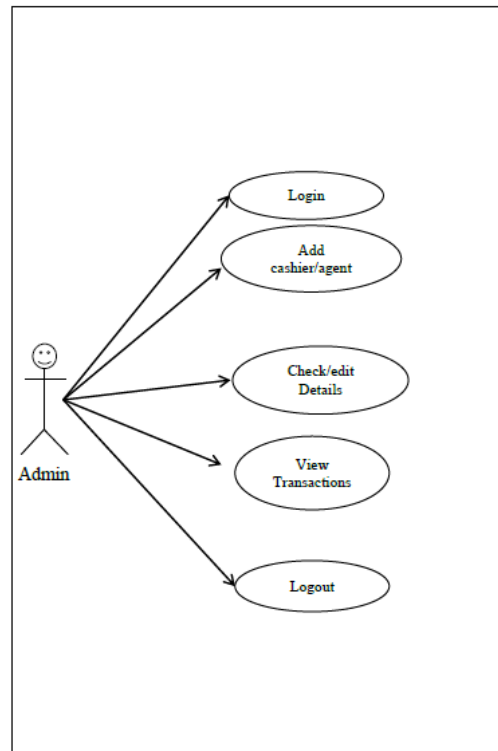 Login
Add
cashier/agent
Check/edit
Details
Admin
View
Transactions
Logout